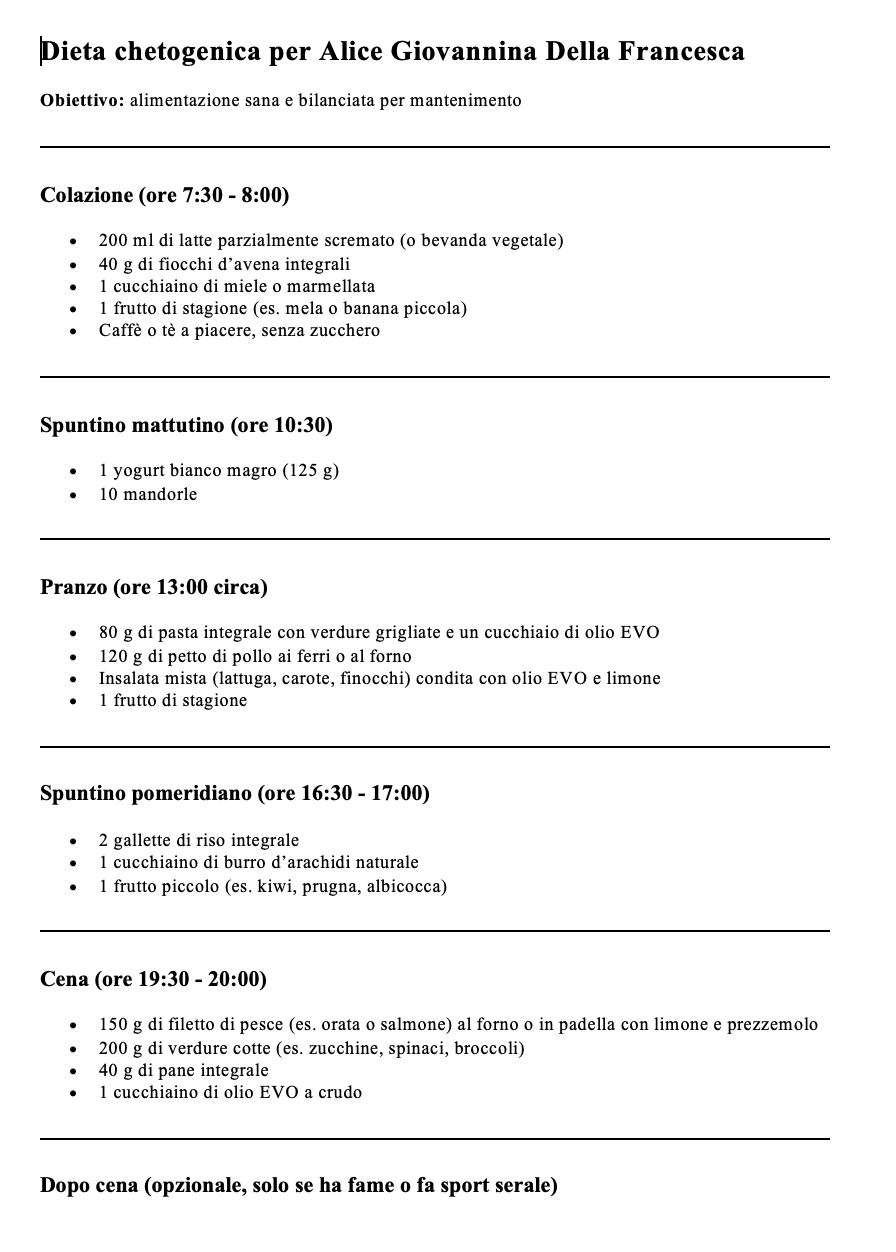 Dieta chetogenica per Alice Giovannina Della Francesca
Obiettivo: alimentazione sana e bilanciata per mantenimento
Colazione (ore 7:30 - 8:00)
• 200 ml di latte parzialmente scremato (o bevanda vegetale)
• 40 g di fiocchi d’avena integrali
• 1 cucchiaino di miele o marmellata
• 1 frutto di stagione (es. mela o banana piccola)
• Caffè o tè a piacere, senza zucchero
Spuntino mattutino (ore 10:30)
• 1 yogurt bianco magro (125 g)
• 10 mandorle
Pranzo (ore 13:00 circa)
• 80 g di pasta integrale con verdure grigliate e un cucchiaio di olio EVO
• 120 g di petto di pollo ai ferri o al forno
• Insalata mista (lattuga, carote, finocchi) condita con olio EVO e limone
• 1 frutto di stagione
Spuntino pomeridiano (ore 16:30 - 17:00)
• 2 gallette di riso integrale
• 1 cucchiaino di burro d’arachidi naturale
• 1 frutto piccolo (es. kiwi, prugna, albicocca)
Cena (ore 19:30 - 20:00)
• 150 g di filetto di pesce (es. orata o salmone) al forno o in padella con limone e prezzemolo
• 200 g di verdure cotte (es. zucchine, spinaci, broccoli)
• 40 g di pane integrale
• 1 cucchiaino di olio EVO a crudo
Dopo cena (opzionale, solo se ha fame o fa sport serale)